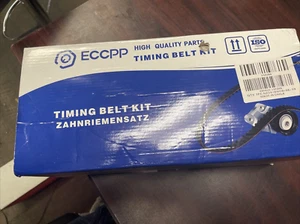 ECCPP
HIGH QUALITY PARTS
TIMING BELT KIT
ISO
TIMING BELT KIT
ZAHNRIEMENSATZ